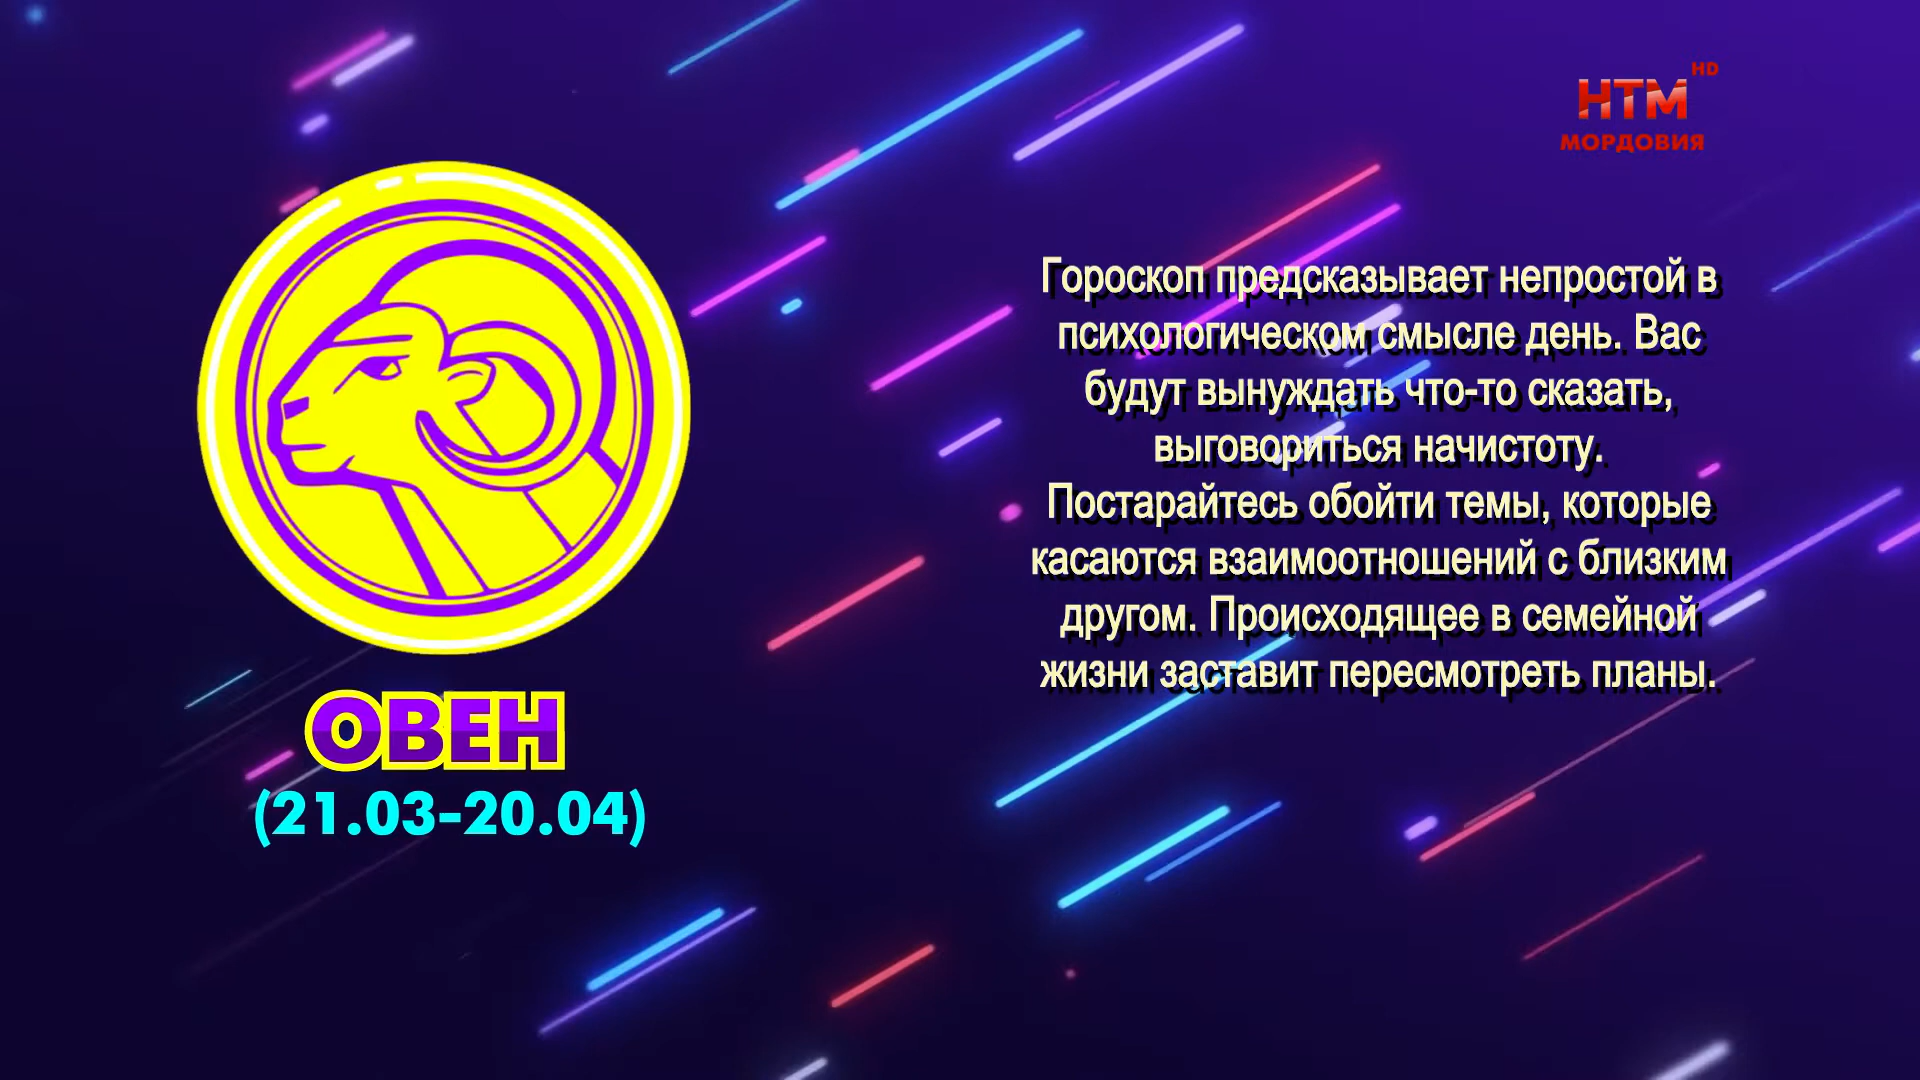 HD
НТМ
МОРДОВИЯ
Гороскоп предсказывает непростой в
психологическом смысле день. Вас
будут вынуждать что-то сказать,
выговориться начистоту.
Постарайтесь обойти темы, которые
касаются взаимоотношений с близким
другом. Происходящее в семейной
жизни заставит пересмотреть планы.
ОВЕН
(21.03-20.04)